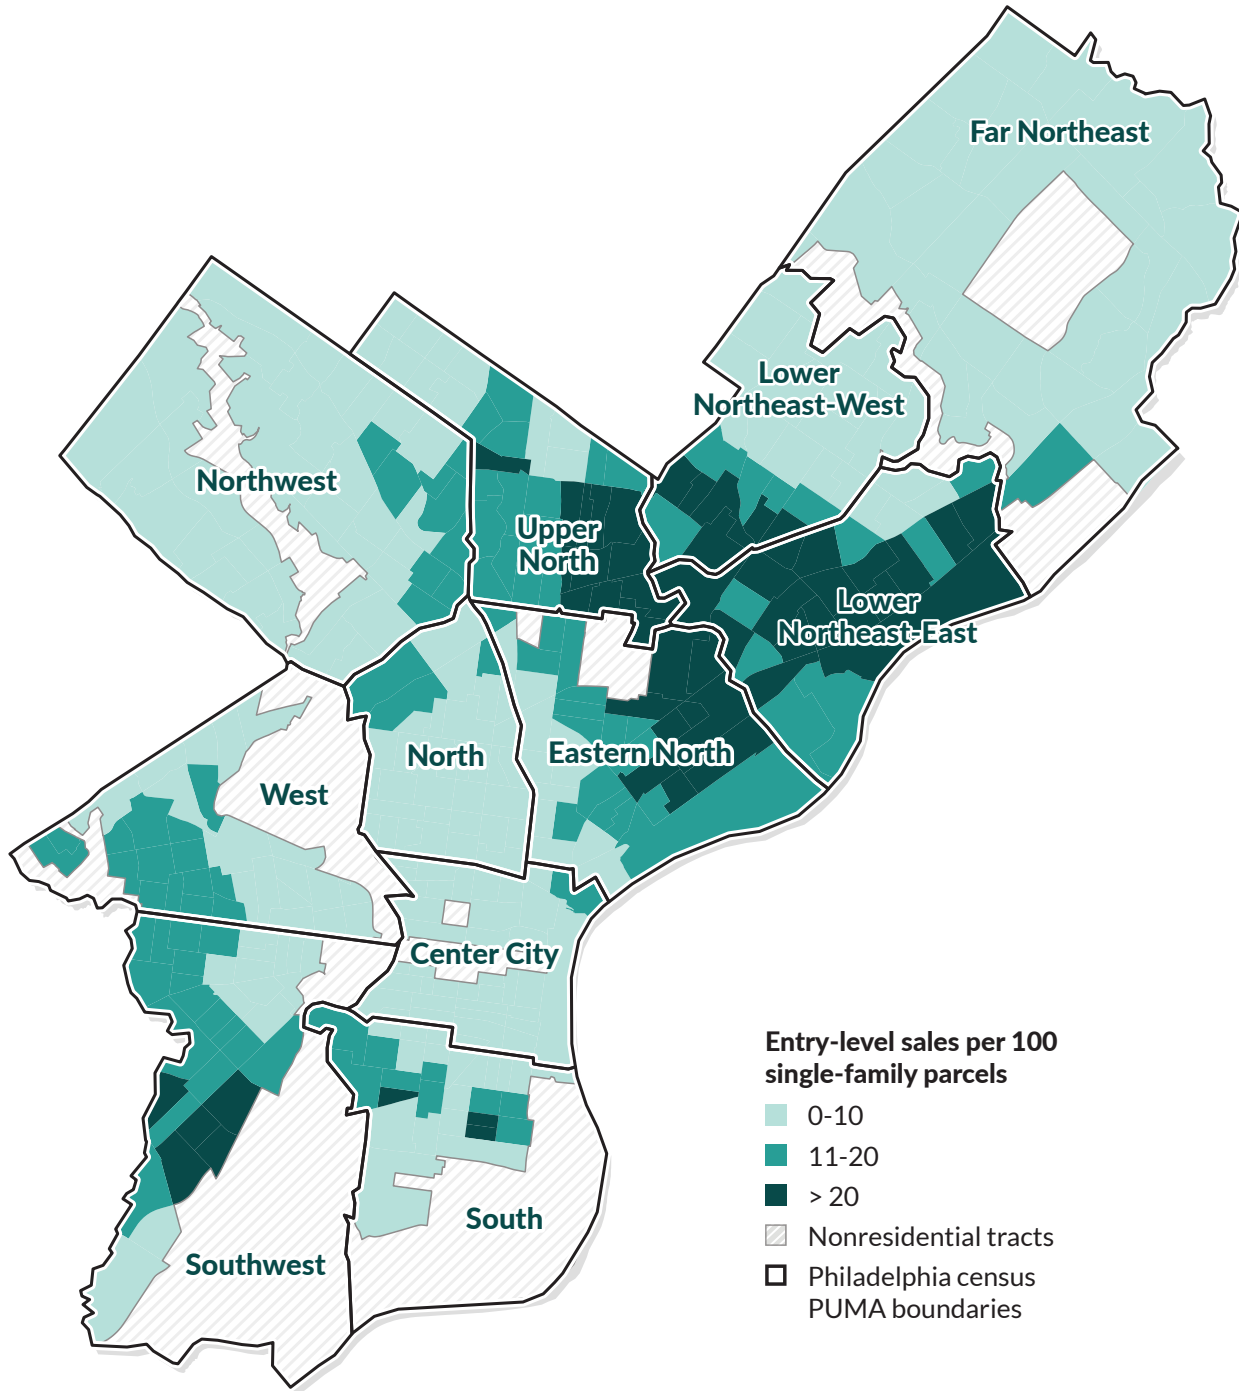 Far Northeast
Lower
Northeast-West
Northwest
Upper
North
Lower
Northeast-East
North
Eastern North
West
Center City
South
Southwest
Entry-level sales per 100
single-family parcels
0-10
11-20
> 20
Nonresidential tracts
Philadelphia census
PUMA boundaries